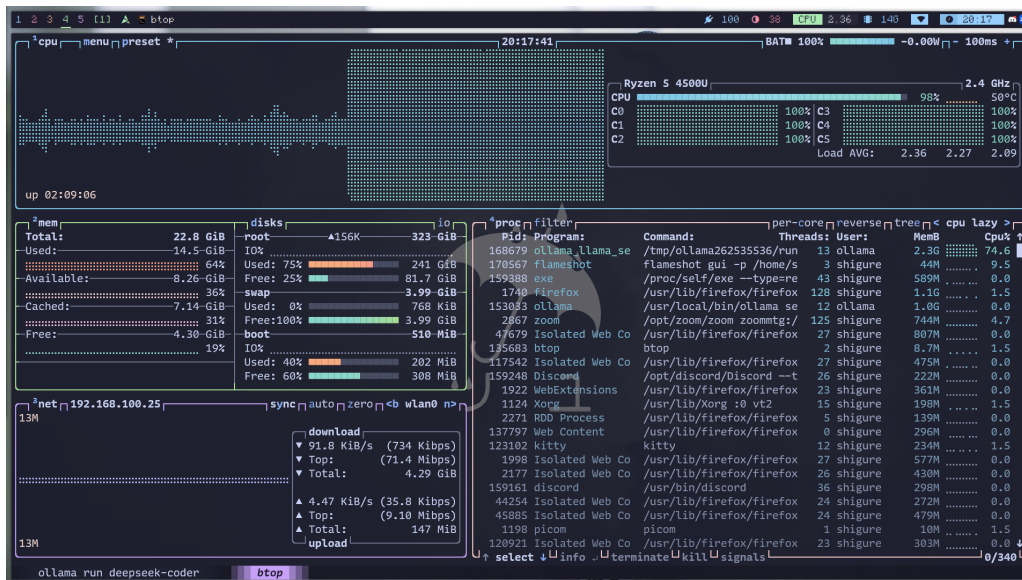 1 2 3 4 5 [1] btop 100 38 CPU 2.36 14G 20:17
¹cpu menu preset * 20:17:41 BAT■ 100% -0.00W - 100ms +
Ryzen 5 4500U 2.4 GHz
CPU 98% 50°C
C0 100% C3 100%
C1 100% C4 100%
C2 100% C5 100%
Load AVG: 2.36 2.27 2.09
up 02:09:06
²mem disks io
Total: 22.8 GiB
Used: 14.5 GiB
64%
Available: 8.26 GiB
36%
Cached: 7.14 GiB
31%
Free: 4.30 GiB
19%
root ▲156K 323 GiB
IO%
Used: 75% 241 GiB
Free: 25% 81.7 GiB
swap 3.99 GiB
Used: 0% 768 KiB
Free:100% 3.99 GiB
boot 510 MiB
IO%
Used: 40% 202 MiB
Free: 60% 308 MiB
³net 192.168.100.25 sync auto zero <b wlan0 n>
13M
download
▼ 91.8 KiB/s (734 Kibps)
▼ Top: (71.4 Mibps)
▼ Total: 4.29 GiB
▲ 4.47 KiB/s (35.8 Kibps)
▲ Top: (9.10 Mibps)
▲ Total: 147 MiB
upload
13M
⁴proc filter per-core reverse tree < cpu lazy >
Pid: Program: Command: Threads: User: MemB Cpu% ↑
168679 ollama_llama_se /tmp/ollama262535536/run 13 ollama 2.3G 74.6
170567 flameshot flameshot gui -p /home/s 3 shigure 44M 9.5
159388 exe /proc/self/exe --type=re 43 shigure 589M 0.0
1740 firefox /usr/lib/firefox/firefox 128 shigure 1.1G 1.5
153033 ollama /usr/local/bin/ollama se 12 ollama 1.0G 0.0
2667 zoom /opt/zoom/zoom zoommtg:/ 125 shigure 744M 4.7
47679 Isolated Web Co /usr/lib/firefox/firefox 27 shigure 807M 0.0
135683 btop btop 2 shigure 8.7M 1.5
117542 Isolated Web Co /usr/lib/firefox/firefox 27 shigure 475M 0.0
159248 Discord /opt/discord/Discord --t 26 shigure 222M 0.0
1922 WebExtensions /usr/lib/firefox/firefox 23 shigure 361M 0.0
1124 Xorg /usr/lib/Xorg :0 vt2 15 shigure 198M 1.5
2271 RDD Process /usr/lib/firefox/firefox 5 shigure 139M 0.0
137797 Web Content /usr/lib/firefox/firefox 0 shigure 296M 0.0
123102 kitty kitty 12 shigure 234M 1.5
1998 Isolated Web Co /usr/lib/firefox/firefox 27 shigure 577M 0.0
2177 Isolated Web Co /usr/lib/firefox/firefox 26 shigure 430M 0.0
159161 discord /usr/bin/discord 36 shigure 298M 0.0
44254 Isolated Web Co /usr/lib/firefox/firefox 24 shigure 272M 0.0
45885 Isolated Web Co /usr/lib/firefox/firefox 24 shigure 479M 0.0
1198 picom picom 1 shigure 10M 1.5
120921 Isolated Web Co /usr/lib/firefox/firefox 23 shigure 303M 0.0 ↓
↑ select ↓ info terminate kill signals 0/340
ollama run deepseek-coder btop